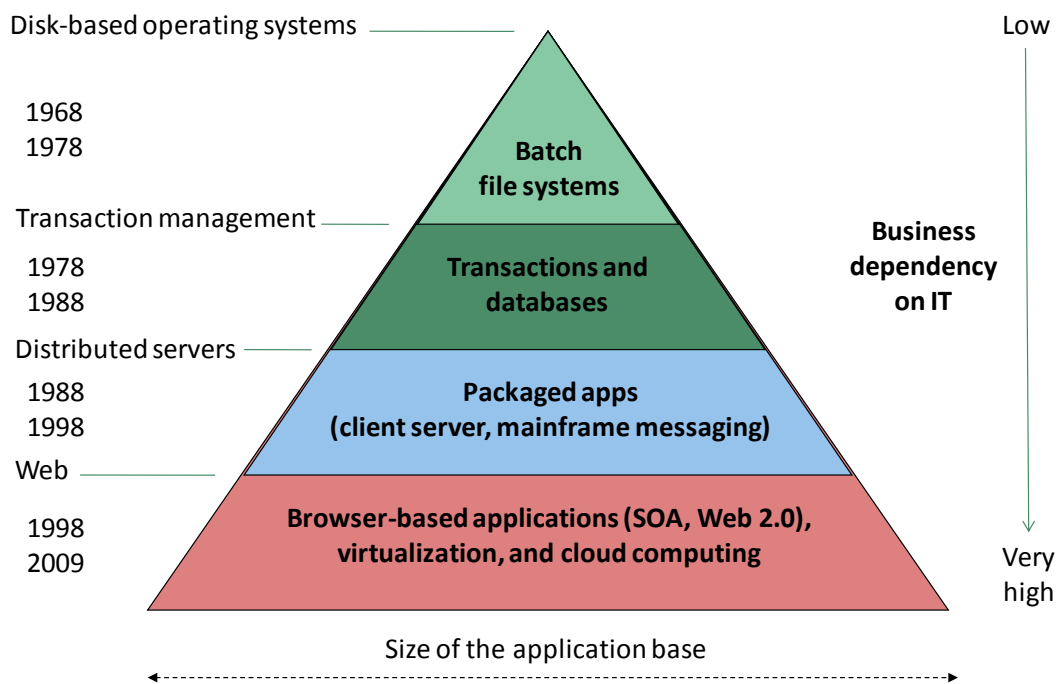 Disk-based operating systems
Low
1968
1978
Batch
file systems
Transaction management
Business
dependency
on IT
1978
1988
Transactions and
databases
Distributed servers
1988
1998
Packaged apps
(client server, mainframe messaging)
Web
1998
2009
Browser-based applications (SOA, Web 2.0),
virtualization, and cloud computing
Very
high
Size of the application base